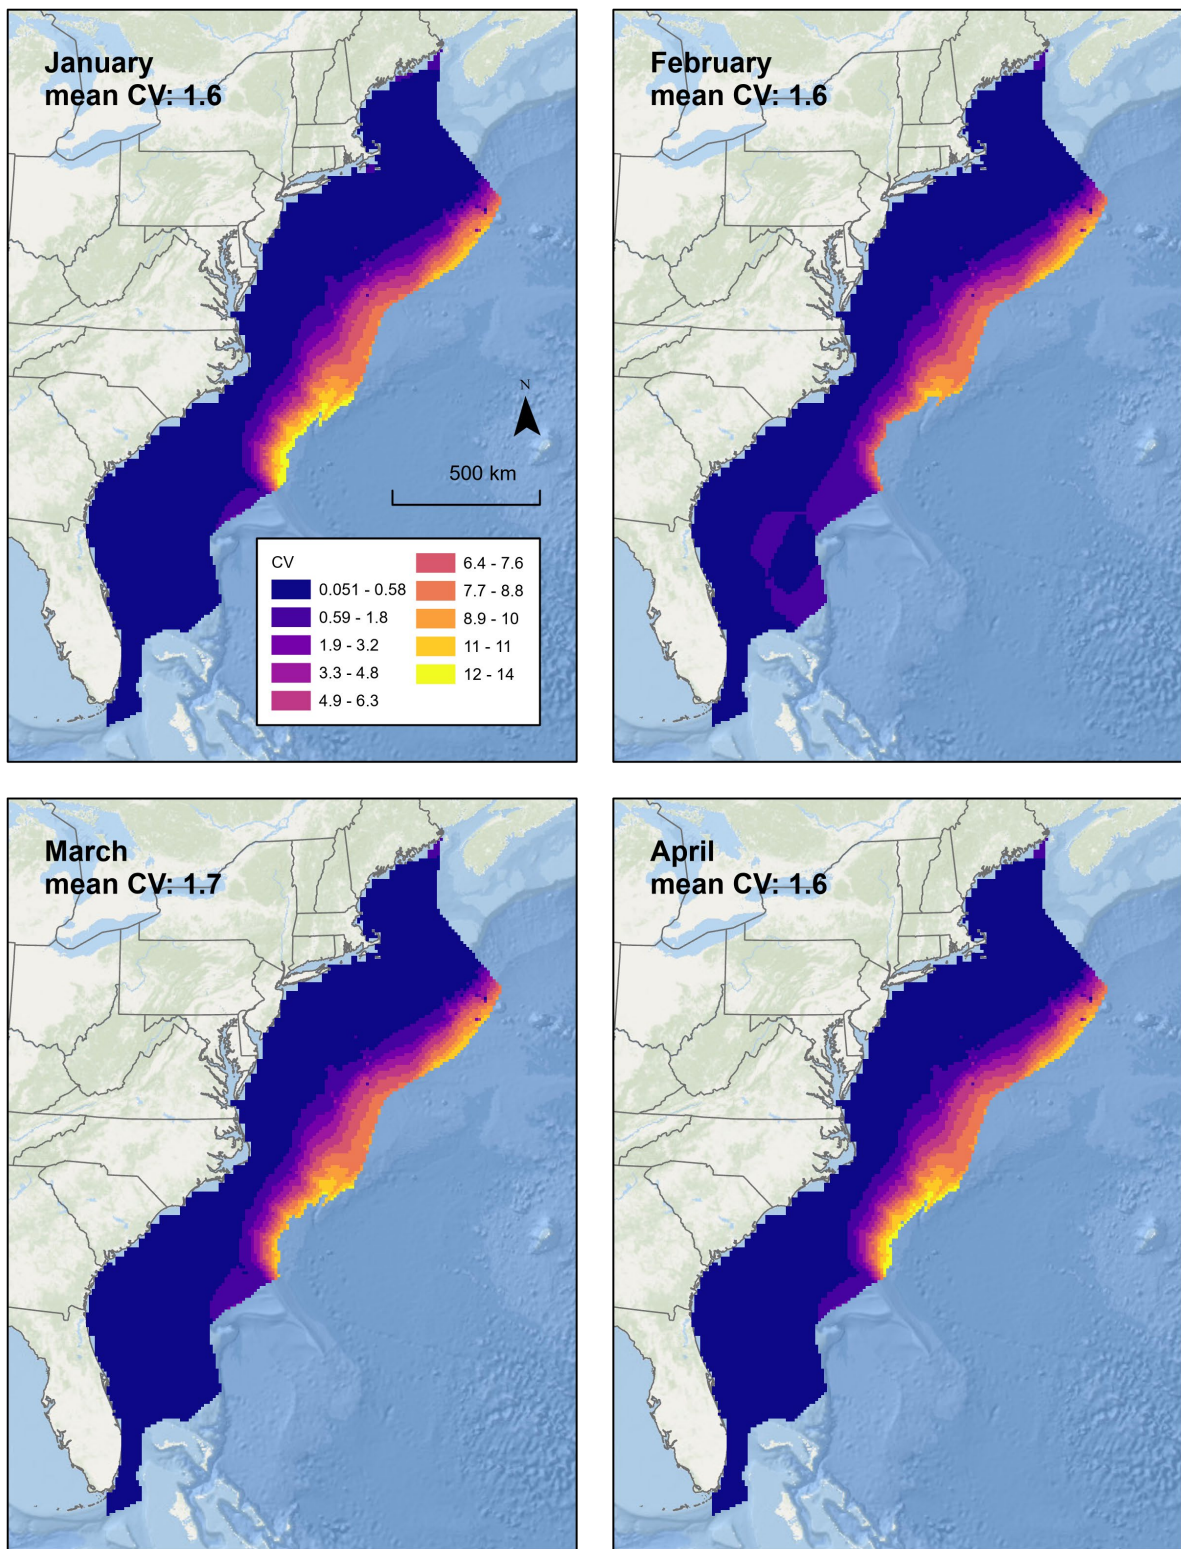 January
mean CV: 1.6
February
mean CV: 1.6
N
500 km
CV
0.051 - 0.58
0.59 - 1.8
1.9 - 3.2
3.3 - 4.8
4.9 - 6.3
6.4 - 7.6
7.7 - 8.8
8.9 - 10
11 - 11
12 - 14
March
mean CV: 1.7
April
mean CV: 1.6